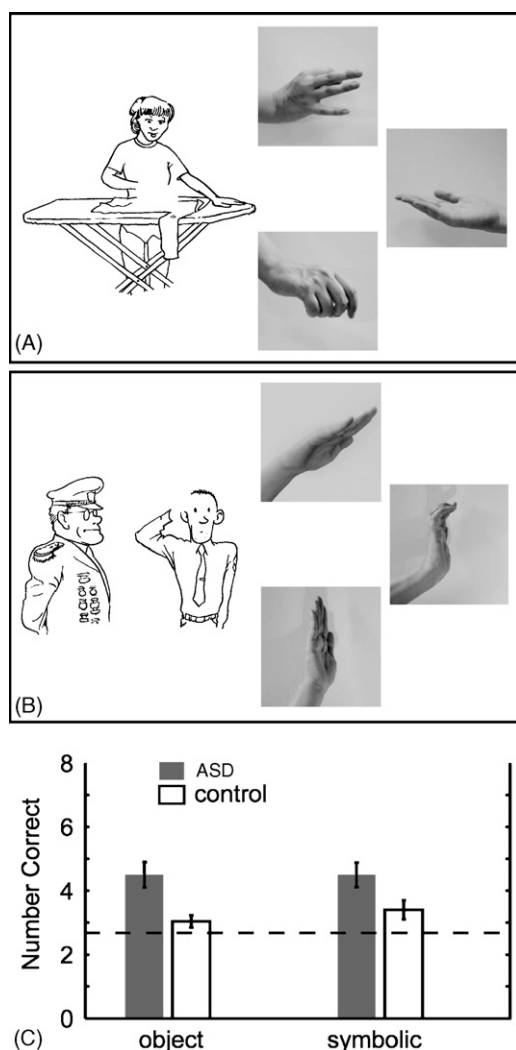 (A)
(B)
8
6
4
2
0
Number Correct
ASD
control
object
symbolic
(C)